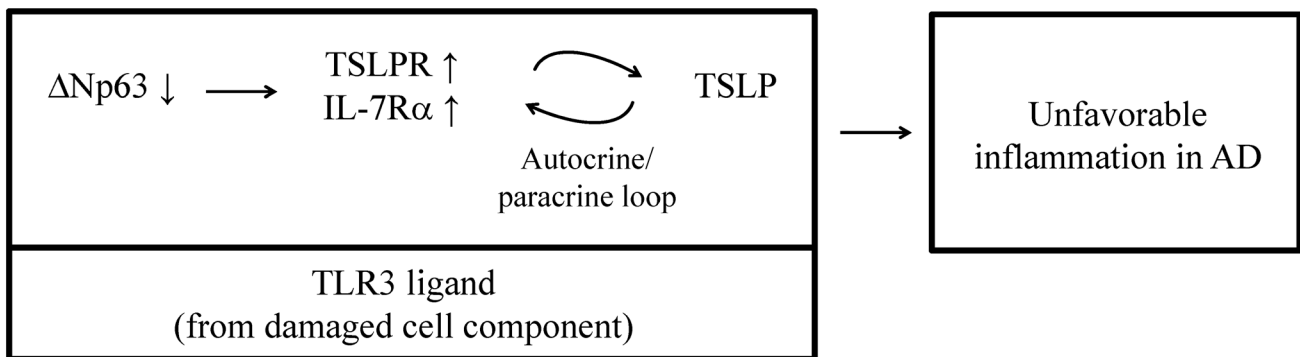 ΔNp63 ↓
TSLPR ↑
IL-7Rα ↑
TSLP
Autocrine/
paracrine loop
TLR3 ligand
(from damaged cell component)
Unfavorable
inflammation in AD